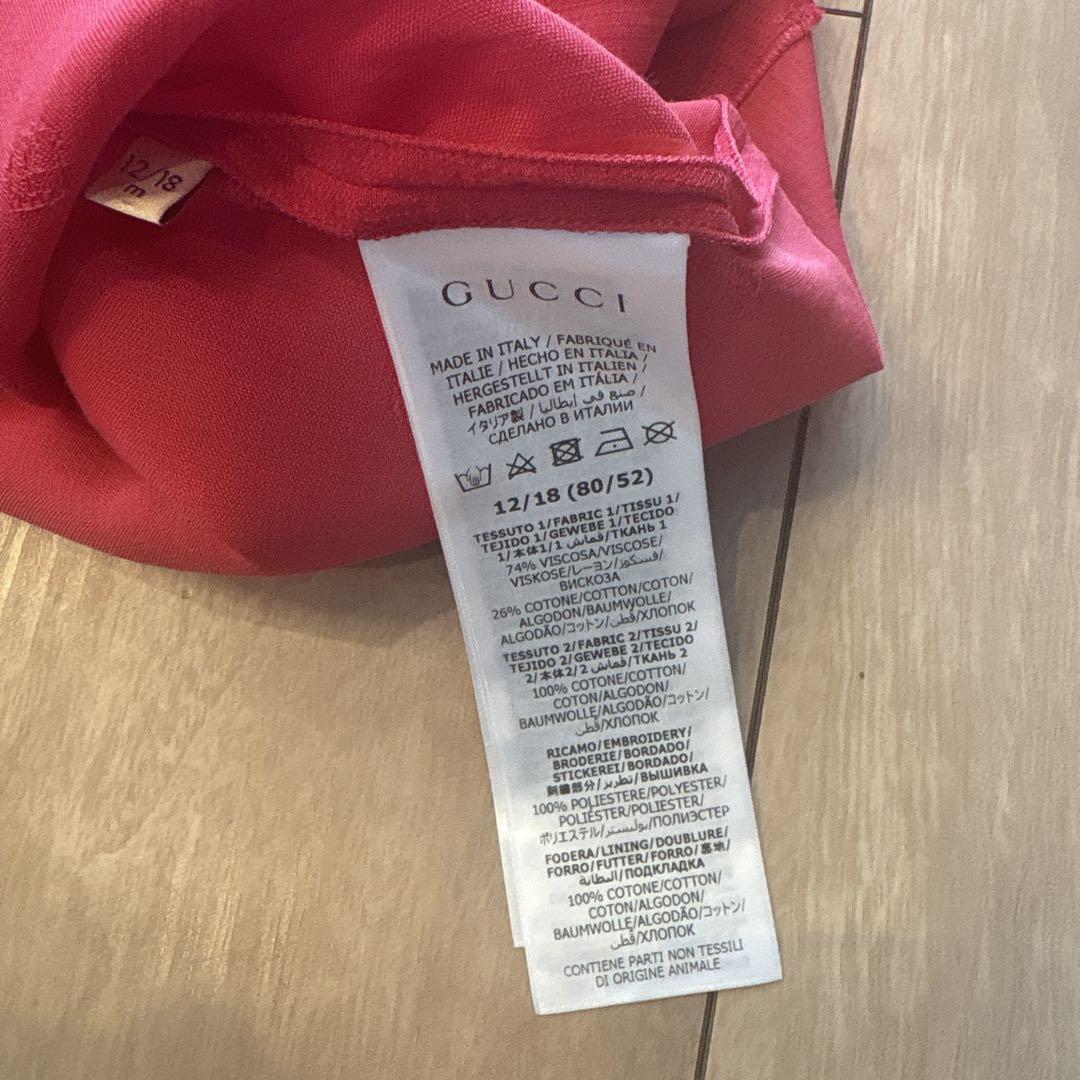 12/18
m
GUCCI
MADE IN ITALY / FABRIQUÉ EN
ITALIE / HECHO EN ITALIA /
HERGESTELLT IN ITALIEN /
FABRICADO EM ITÁLIA /
イタリア製 / صنع في إيطاليا /
СДЕЛАНО В ИТАЛИИ
12/18 (80/52)
TESSUTO 1/FABRIC 1/TISSU 1/
TEJIDO 1/GEWEBE 1/TECIDO
1/本体1/1 قماش/ТКАНЬ 1
74% VISCOSA/VISCOSE/
VISKOSE/レーヨン/فسكوز/
ВИСКОЗА
26% COTONE/COTTON/COTON/
ALGODON/BAUMWOLLE/
ALGODÃO/コットン/قطن/ХЛОПОК
TESSUTO 2/FABRIC 2/TISSU 2/
TEJIDO 2/GEWEBE 2/TECIDO
2/本体2/2 قماش/ТКАНЬ 2
100% COTONE/COTTON/
COTON/ALGODON/
BAUMWOLLE/ALGODÃO/コットン/
قطن/ХЛОПОК
RICAMO/EMBROIDERY/
BRODERIE/BORDADO/
STICKEREI/BORDADO/
刺繍部分/تطريز/ВЫШИВКА
100% POLIESTERE/POLYESTER/
POLIÉSTER/POLIESTER/
ポリエステル/بوليستر/ПОЛИЭСТЕР
FODERA/LINING/DOUBLURE/
FORRO/FUTTER/FORRO/裏地/
البطانة/ПОДКЛАДКА
100% COTONE/COTTON/
COTON/ALGODON/
BAUMWOLLE/ALGODÃO/コットン/
قطن/ХЛОПОК
CONTIENE PARTI NON TESSILI
DI ORIGINE ANIMALE